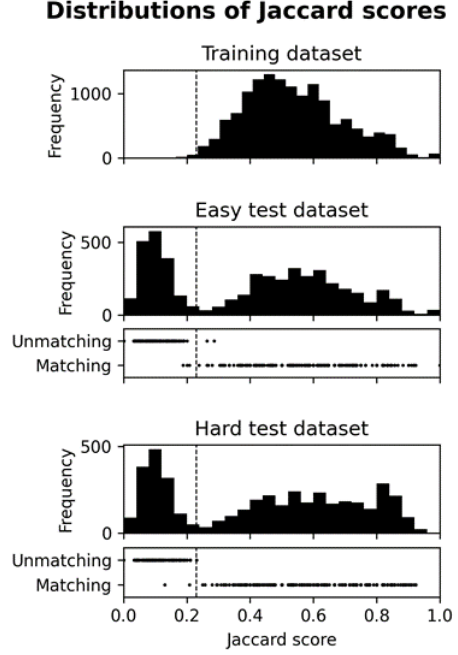 Distributions of Jaccard scores
Training dataset
Frequency
1000
0
Easy test dataset
Frequency
500
0
Unmatching
Matching
Hard test dataset
Frequency
500
0
Unmatching
Matching
0.0 0.2 0.4 0.6 0.8 1.0
Jaccard score